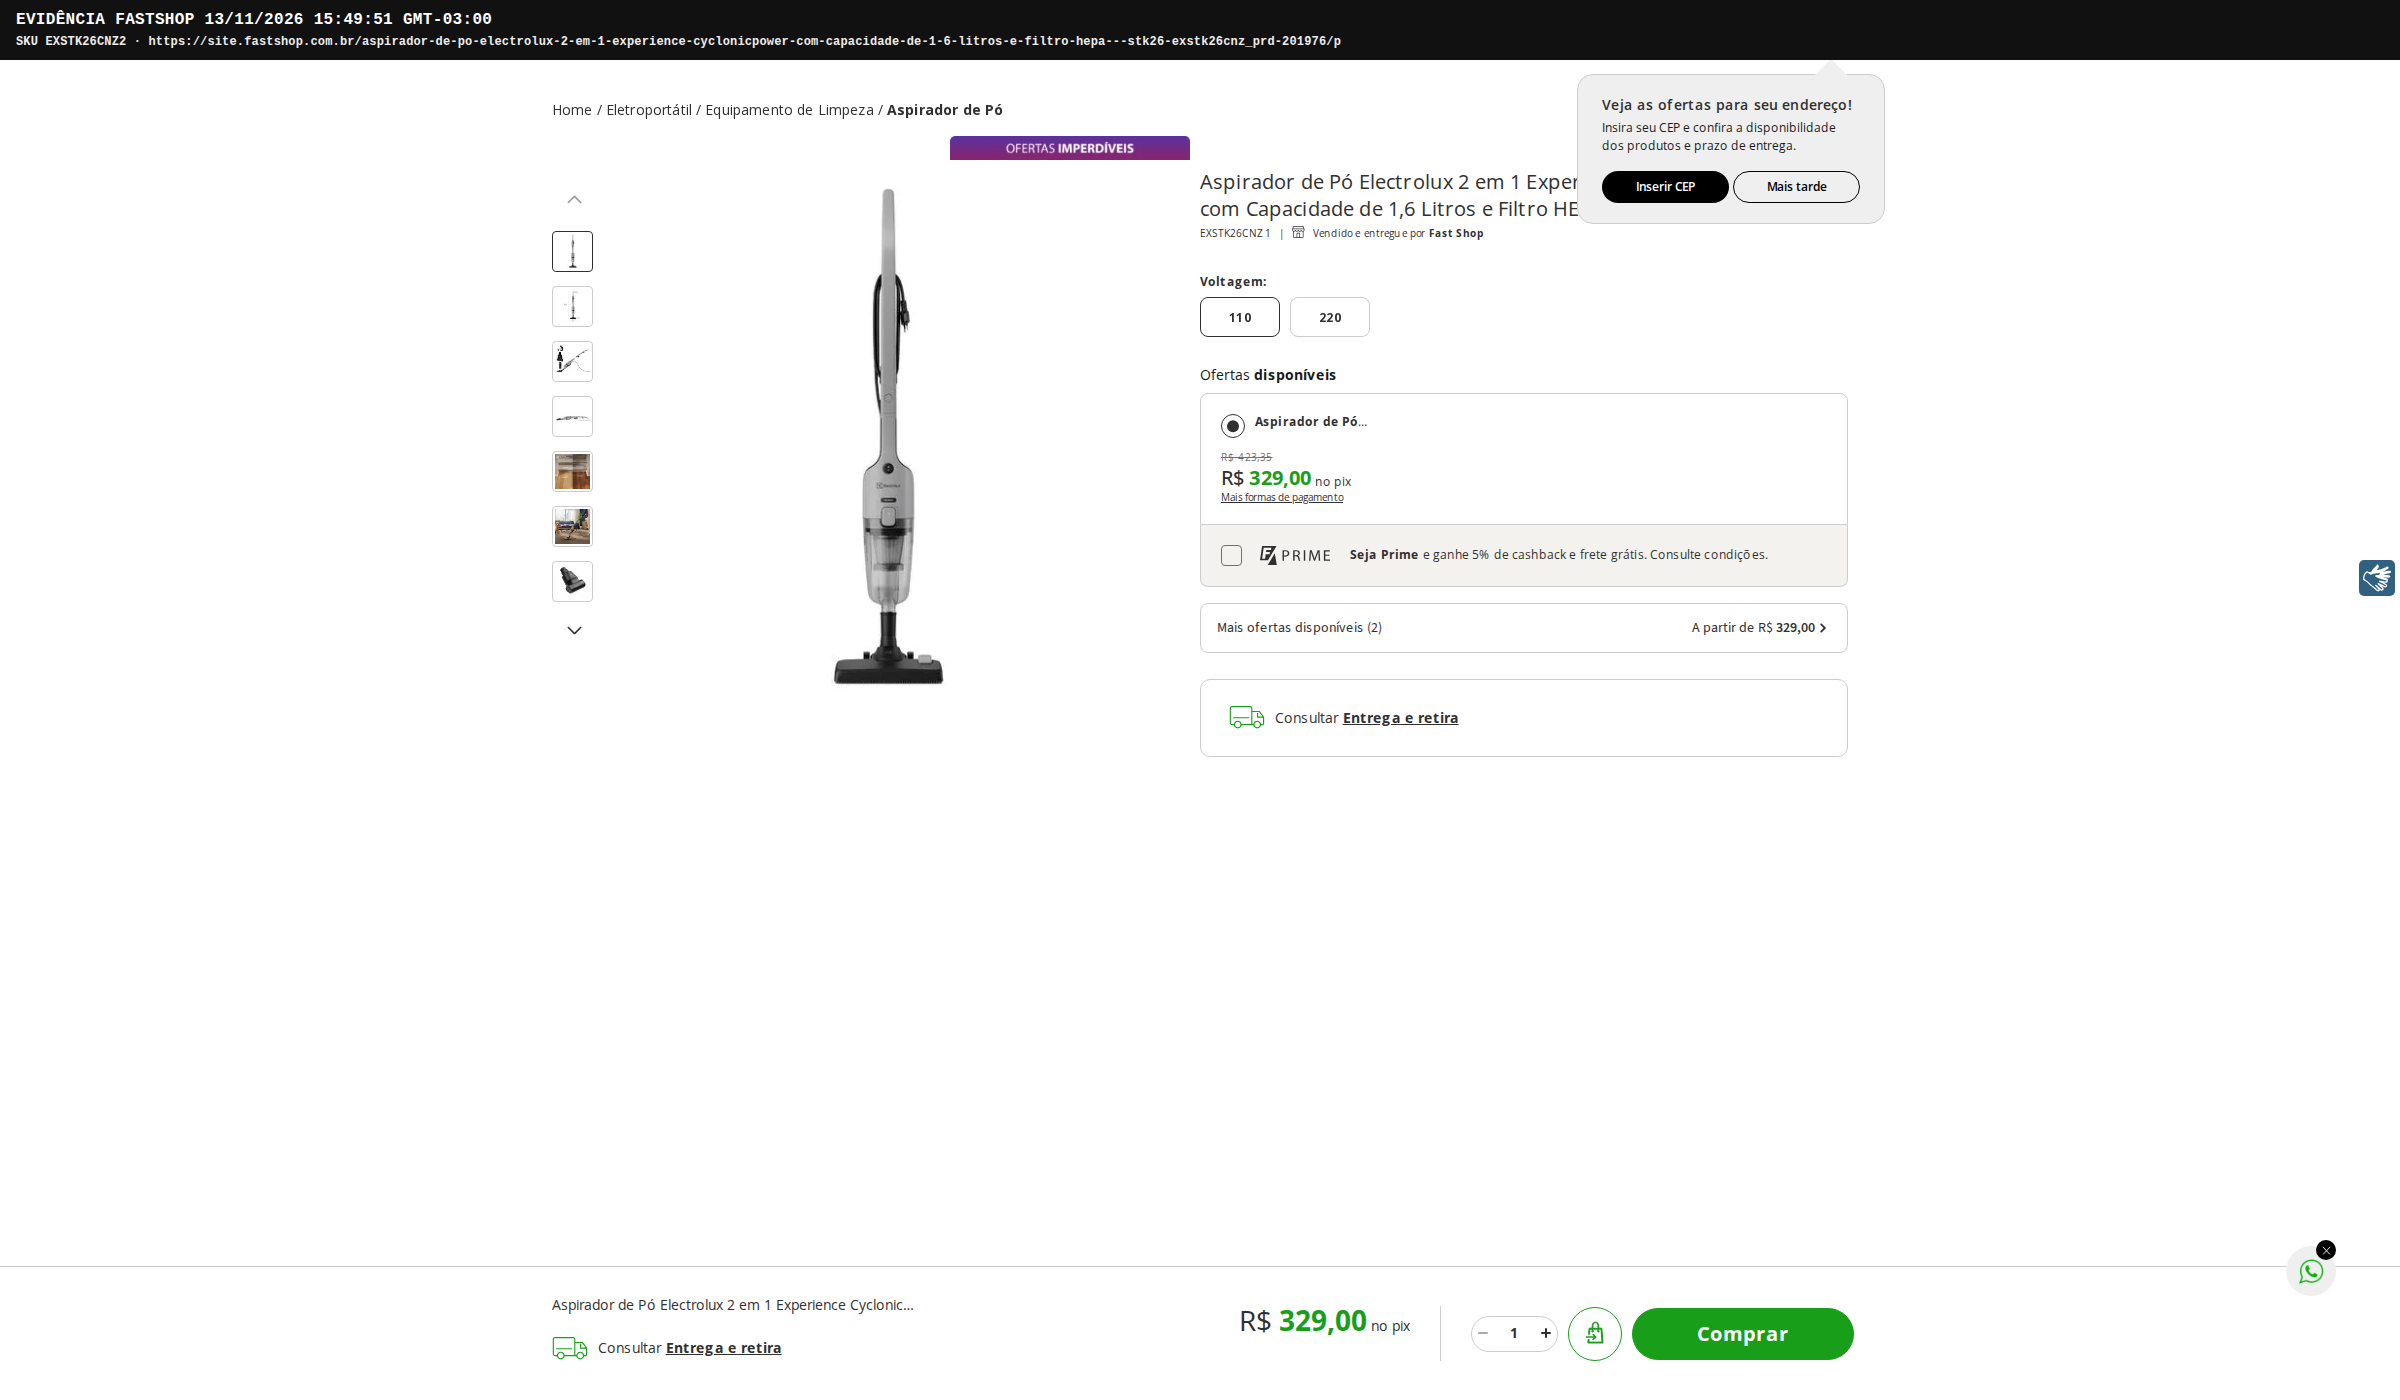 EVIDÊNCIA FASTSHOP 13/11/2026 15:49:51 GMT-03:00
SKU EXSTK26CNZ2 · https://site.fastshop.com.br/aspirador-de-po-electrolux-2-em-1-experience-cyclonicpower-com-capacidade-de-1-6-litros-e-filtro-hepa---stk26-exstk26cnz_prd-201976/p
Home / Eletroportátil / Equipamento de Limpeza / Aspirador de Pó
Veja as ofertas para seu endereço!
Insira seu CEP e confira a disponibilidade
dos produtos e prazo de entrega.
Inserir CEP
Mais tarde
OFERTAS IMPERDÍVEIS
Aspirador de Pó Electrolux 2 em 1 Exper
com Capacidade de 1,6 Litros e Filtro HE
EXSTK26CNZ1 | Vendido e entregue por Fast Shop
Voltagem:
110
220
Ofertas disponíveis
Aspirador de Pó...
R$ 423,35
R$ 329,00 no pix
Mais formas de pagamento
PRIME Seja Prime e ganhe 5% de cashback e frete grátis. Consulte condições.
Mais ofertas disponíveis (2)
A partir de R$ 329,00
Consultar Entrega e retira
Aspirador de Pó Electrolux 2 em 1 Experience Cyclonic...
Consultar Entrega e retira
R$ 329,00 no pix
1
Comprar